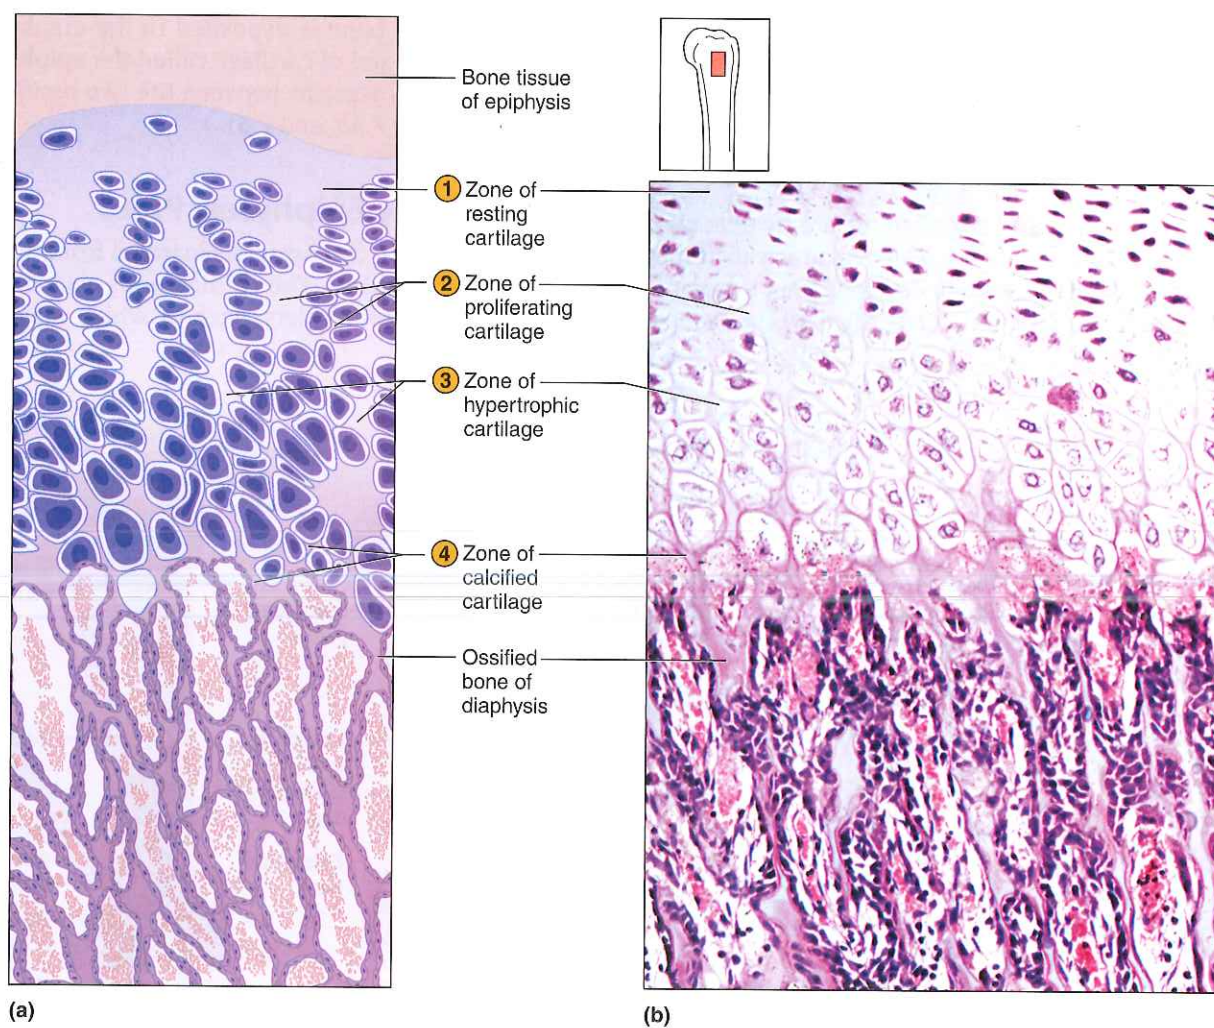 Bone tissue
of epiphysis
1 Zone of
resting
cartilage
2 Zone of
proliferating
cartilage
3 Zone of
hypertrophic
cartilage
4 Zone of
calcified
cartilage
Ossified
bone of
diaphysis
(a)
(b)